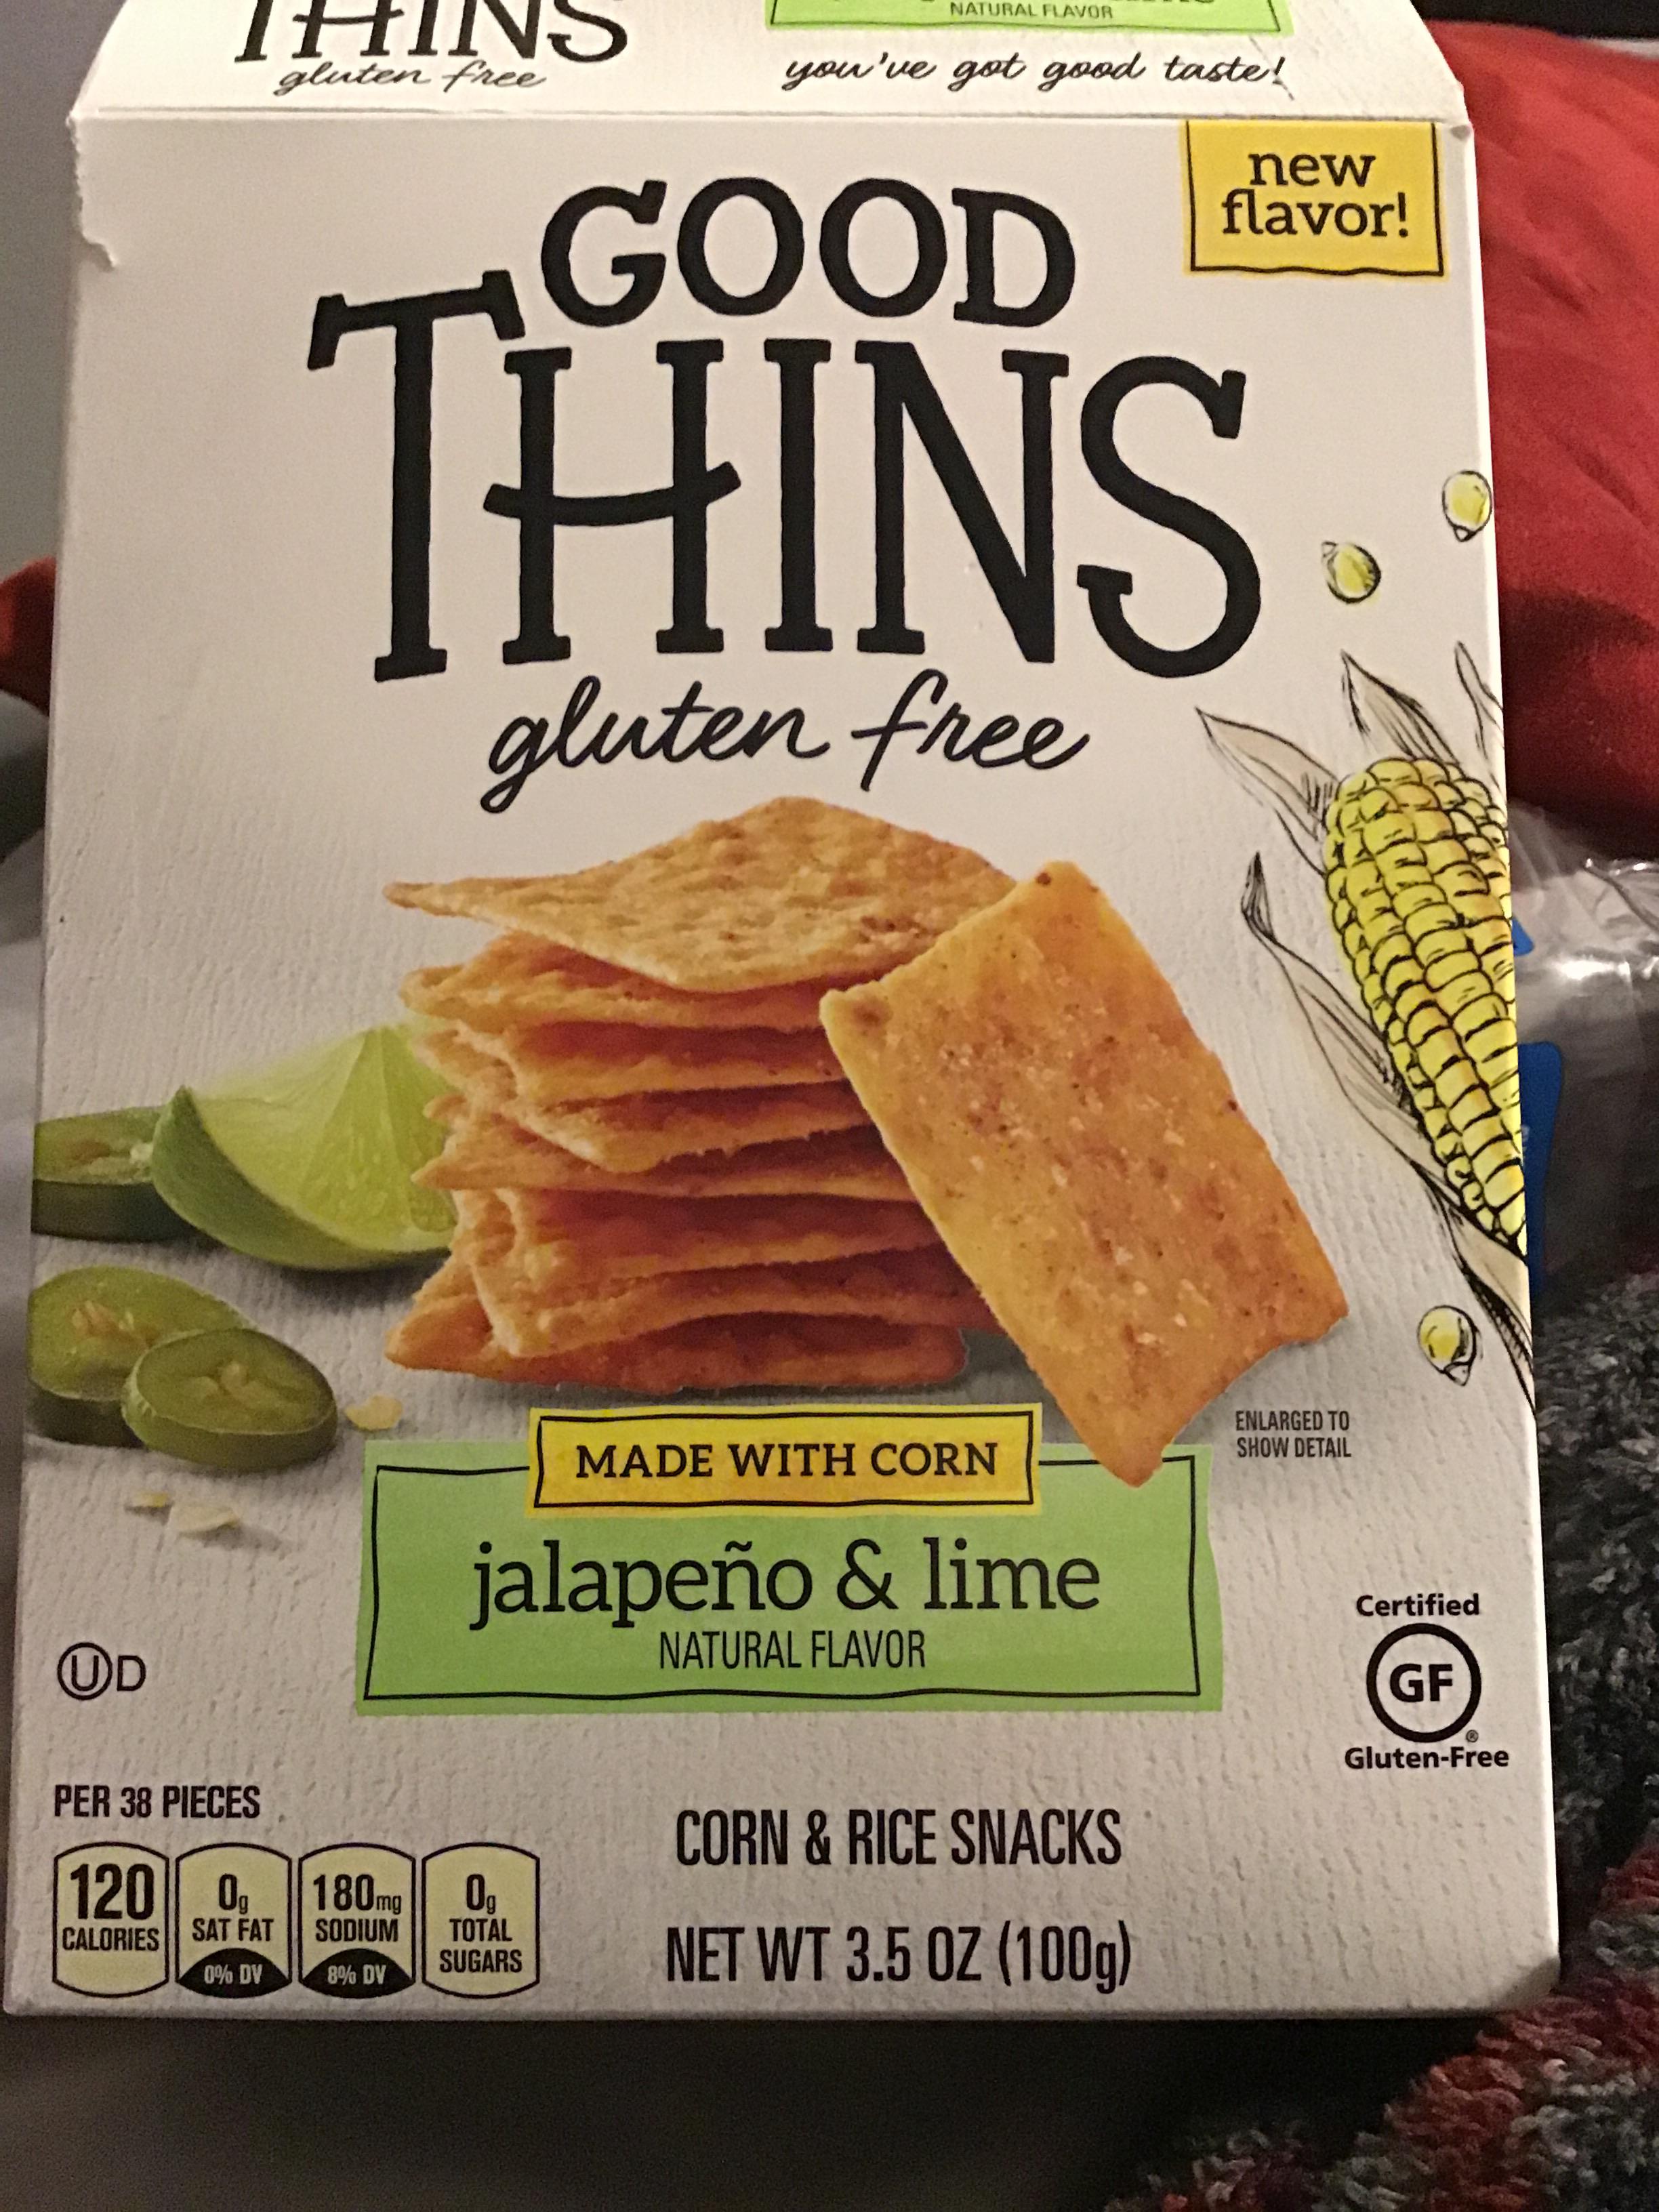 THINS
gluten free
NATURAL FLAVOR
you've got good taste!
new
flavor!
GOOD
THINS
gluten free
ENLARGED TO
SHOW DETAIL
MADE WITH CORN
jalapeño & lime
NATURAL FLAVOR
Certified
GF
®
Gluten-Free
UD
PER 38 PIECES
120
CALORIES
0g
SAT FAT
0% DV
180mg
SODIUM
8% DV
0g
TOTAL
SUGARS
CORN & RICE SNACKS
NET WT 3.5 OZ (100g)